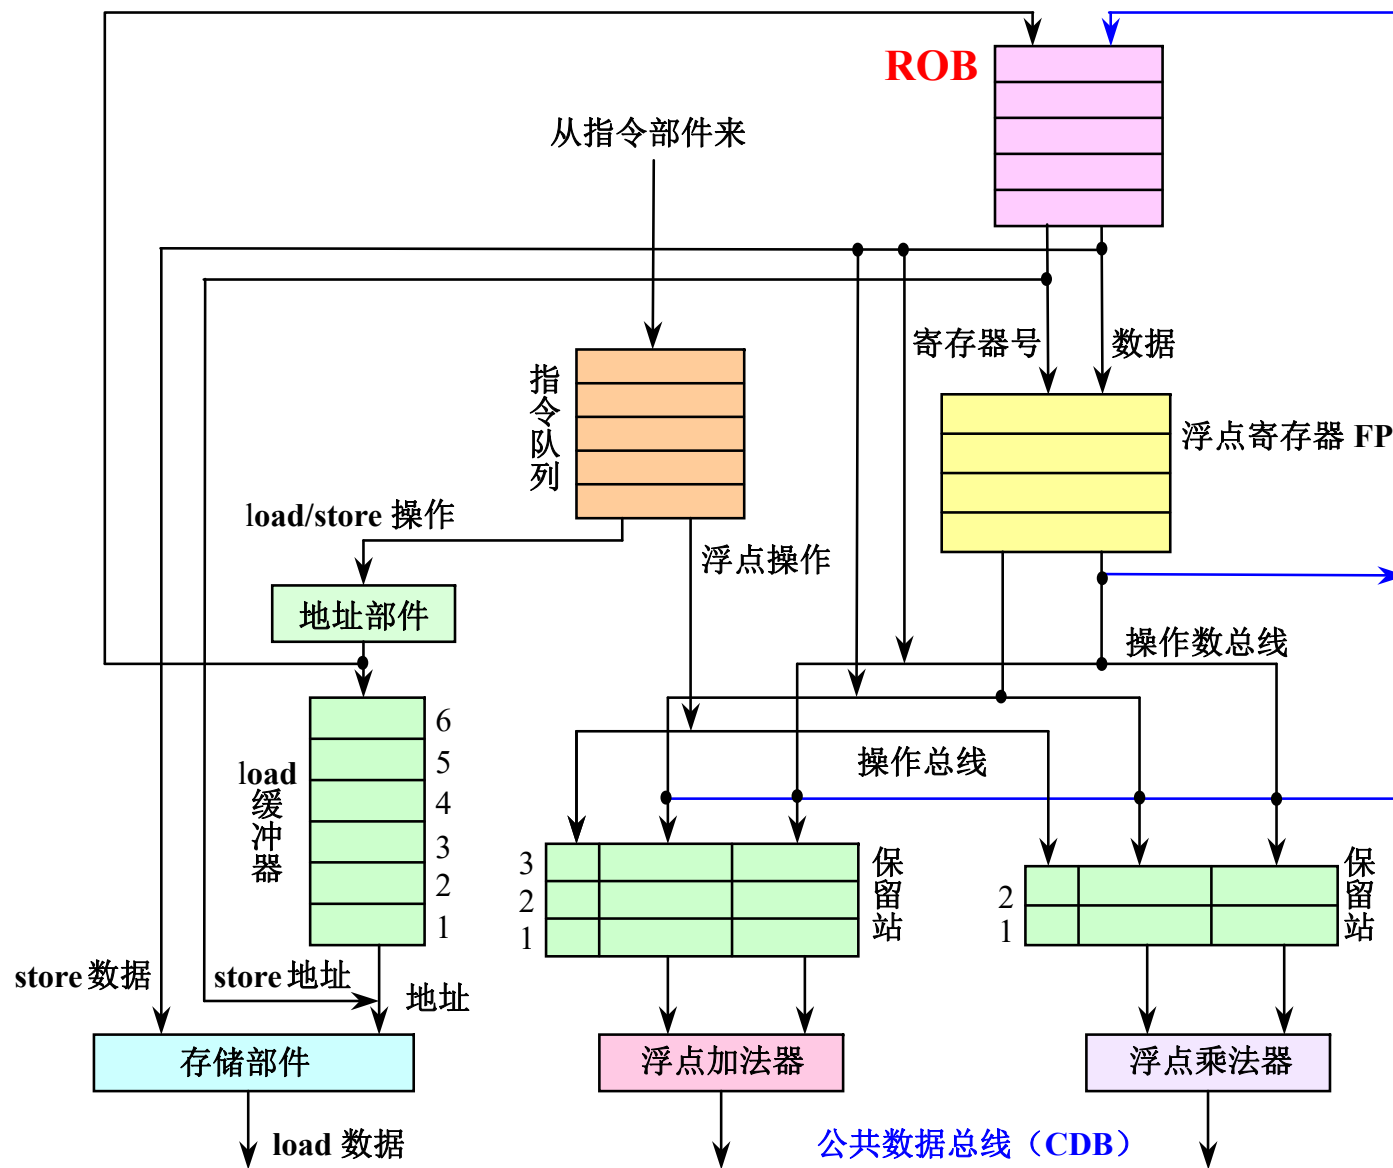 ROB
从指令部件来
寄存器号
数据
指令队列
浮点寄存器 FP
load/store 操作
浮点操作
地址部件
操作数总线
操作总线
load
缓冲器
6
5
4
3
2
1
3
2
1
保留站
2
1
保留站
store 数据
store 地址
地址
存储部件
浮点加法器
浮点乘法器
load 数据
公共数据总线（CDB）